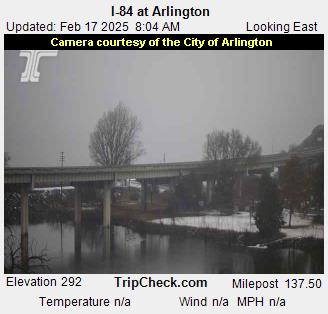 I-84 at Arlington
Updated: Feb 17 2025 8:04 AM Looking East
Camera courtesy of the City of Arlington
Elevation 292 TripCheck.com Milepost 137.50
Temperature n/a Wind n/a MPH n/a